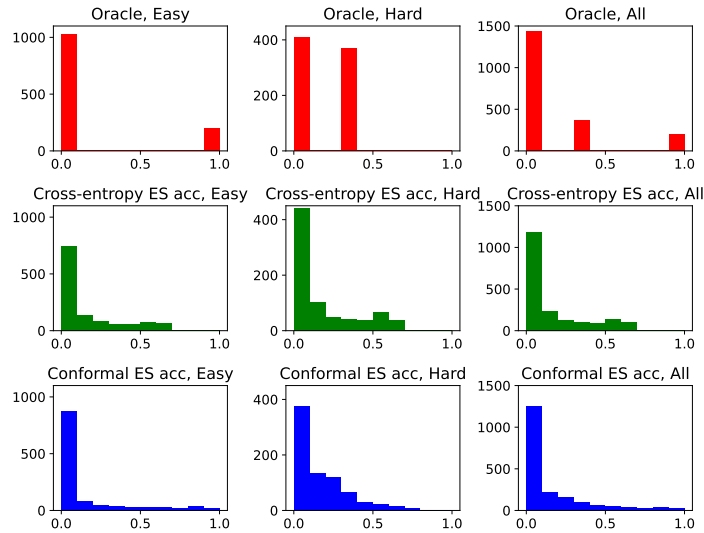 Oracle, Easy
Oracle, Hard
Oracle, All
1000
500
0
0.0 0.5 1.0
400
200
0
0.0 0.5 1.0
1500
1000
500
0
0.0 0.5 1.0
Cross-entropy ES acc, Easy
Cross-entropy ES acc, Hard
Cross-entropy ES acc, All
1000
500
0
0.0 0.5 1.0
400
200
0
0.0 0.5 1.0
1500
1000
500
0
0.0 0.5 1.0
Conformal ES acc, Easy
Conformal ES acc, Hard
Conformal ES acc, All
1000
500
0
0.0 0.5 1.0
400
200
0
0.0 0.5 1.0
1500
1000
500
0
0.0 0.5 1.0